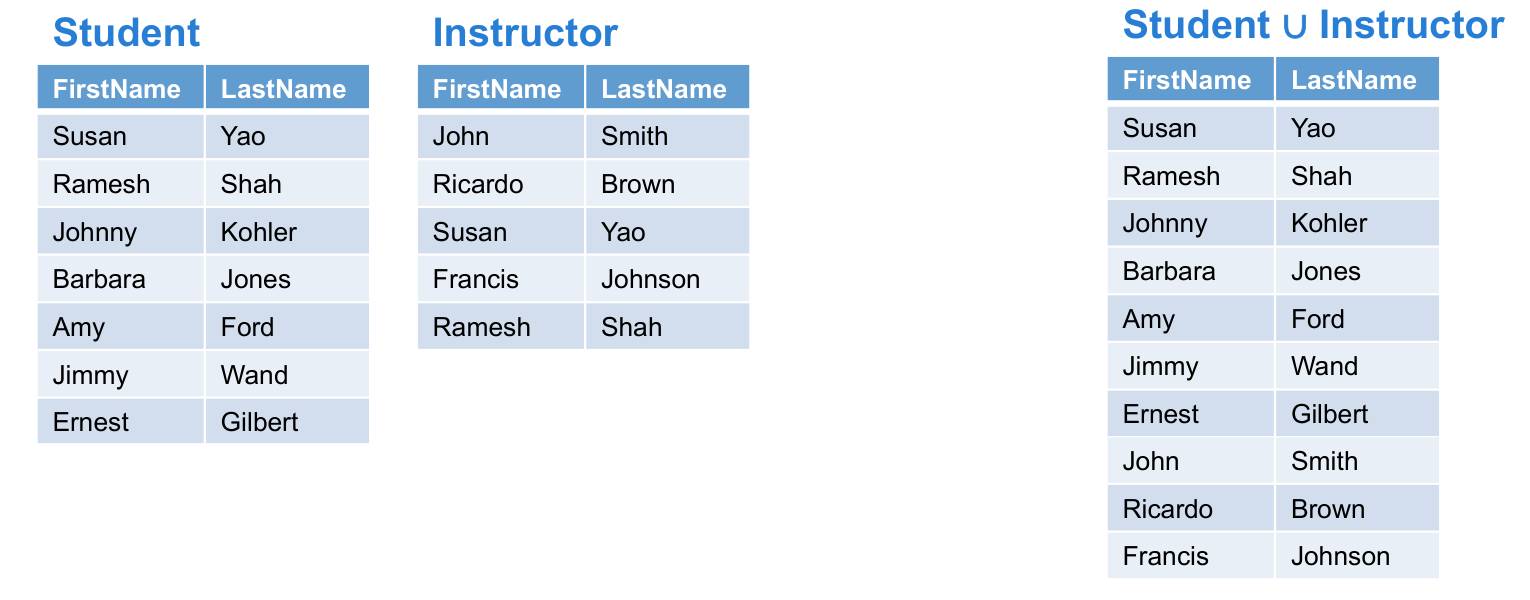 Student
FirstName LastName
Susan Yao
Ramesh Shah
Johnny Kohler
Barbara Jones
Amy Ford
Jimmy Wand
Ernest Gilbert
Instructor
FirstName LastName
John Smith
Ricardo Brown
Susan Yao
Francis Johnson
Ramesh Shah
Student ∪ Instructor
FirstName LastName
Susan Yao
Ramesh Shah
Johnny Kohler
Barbara Jones
Amy Ford
Jimmy Wand
Ernest Gilbert
John Smith
Ricardo Brown
Francis Johnson